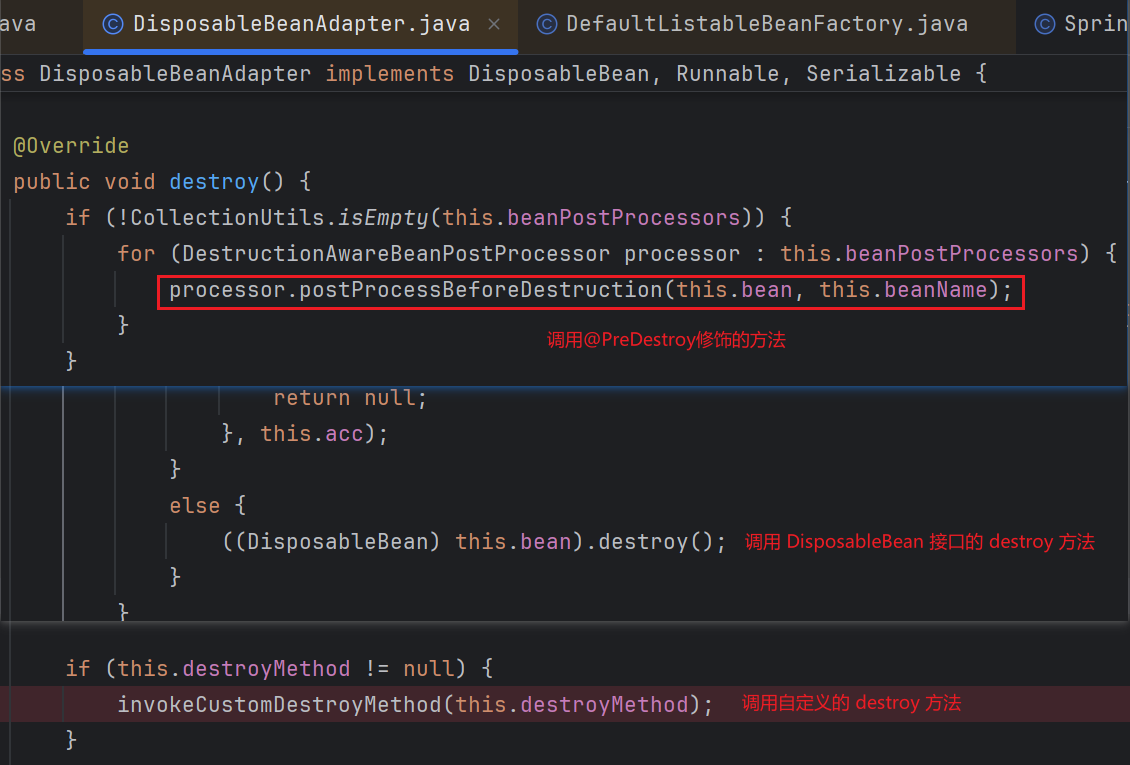 ava DisposableBeanAdapter.java × DefaultListableBeanFactory.java Sprin
ss DisposableBeanAdapter implements DisposableBean, Runnable, Serializable {
@Override
public void destroy() {
if (!CollectionUtils.isEmpty(this.beanPostProcessors)) {
for (DestructionAwareBeanPostProcessor processor : this.beanPostProcessors) {
processor.postProcessBeforeDestruction(this.bean, this.beanName);
}
调用@PreDestroy修饰的方法
}
return null;
}, this.acc);
}
else {
((DisposableBean) this.bean).destroy(); 调用 DisposableBean 接口的 destroy 方法
}
}
if (this.destroyMethod != null) {
invokeCustomDestroyMethod(this.destroyMethod); 调用自定义的 destroy 方法
}